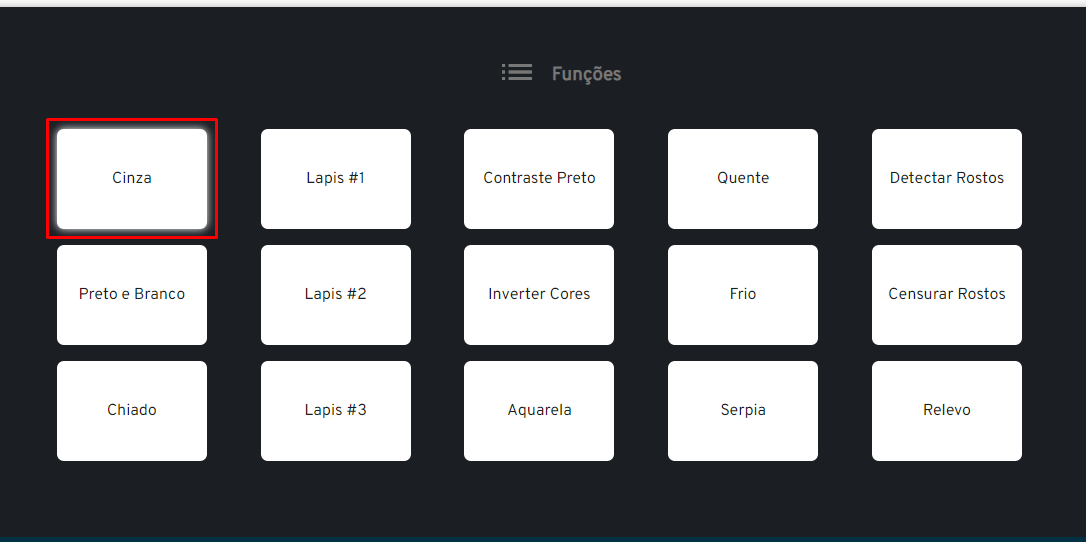 Funções
Cinza
Lapis #1
Contraste Preto
Quente
Detectar Rostos
Preto e Branco
Lapis #2
Inverter Cores
Frio
Censurar Rostos
Chiado
Lapis #3
Aquarela
Serpia
Relevo